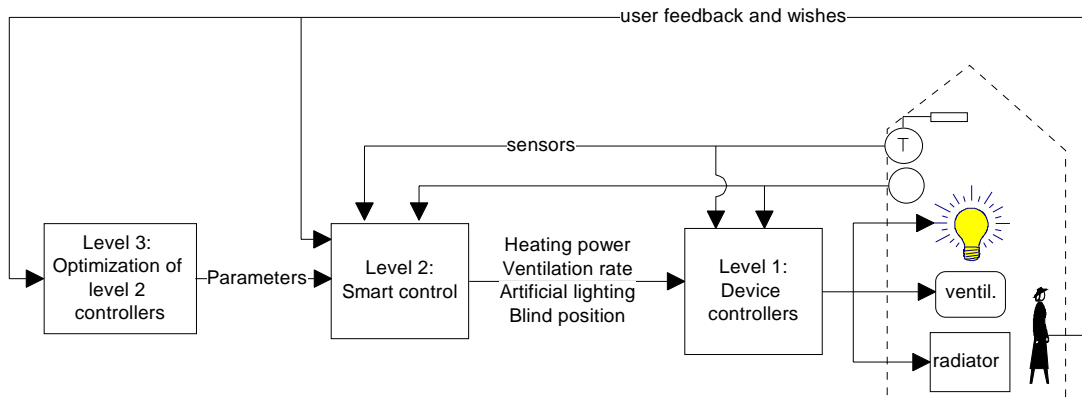 user feedback and wishes
sensors
T
Level 3:
Optimization of
level 2
controllers
Parameters
Level 2:
Smart control
Heating power
Ventilation rate
Artificial lighting
Blind position
Level 1:
Device
controllers
ventil.
radiator